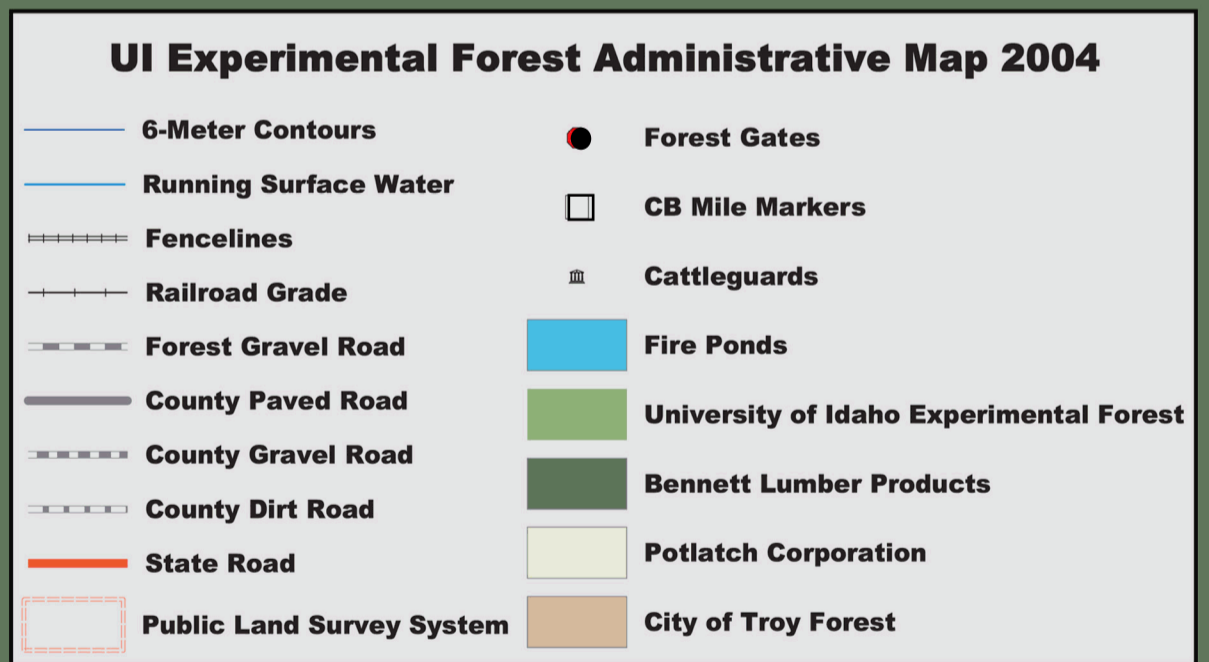 UI Experimental Forest Administrative Map 2004
6-Meter Contours
Running Surface Water
Fencelines
Railroad Grade
Forest Gravel Road
County Paved Road
County Gravel Road
County Dirt Road
State Road
Public Land Survey System
Forest Gates
CB Mile Markers
Cattleguards
Fire Ponds
University of Idaho Experimental Forest
Bennett Lumber Products
Potlatch Corporation
City of Troy Forest